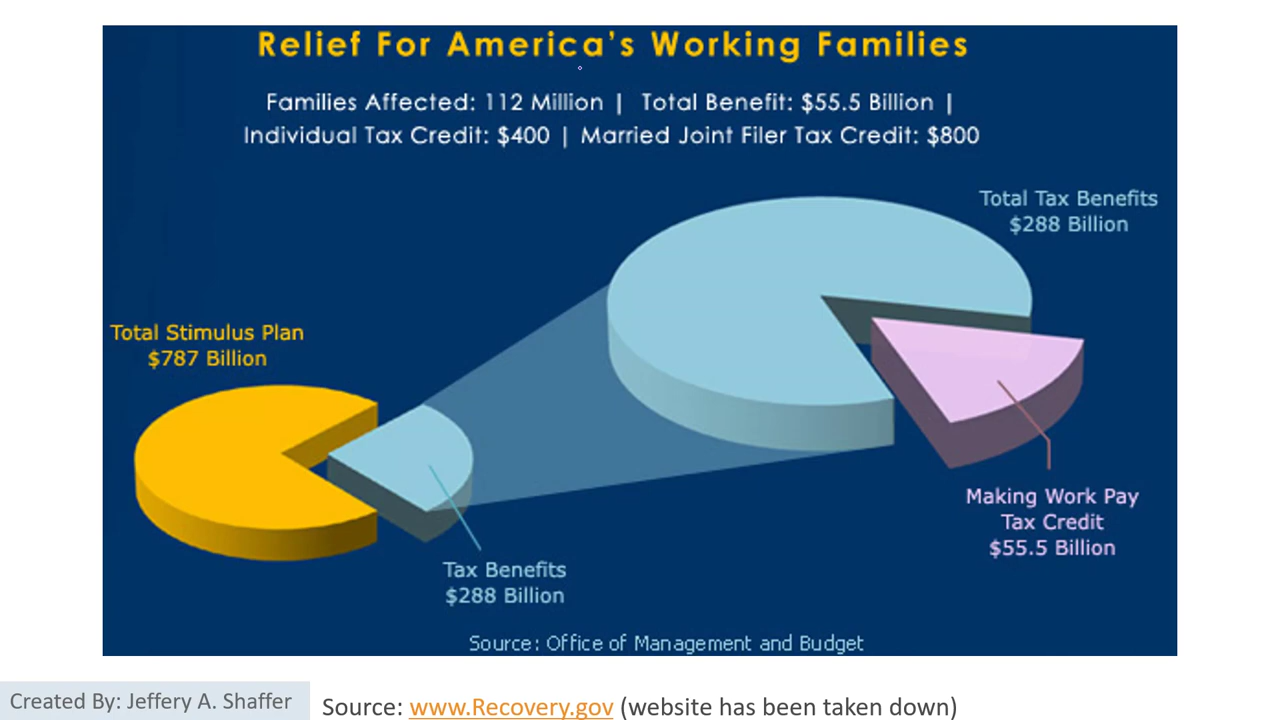 Relief For America's Working Families
Families Affected: 112 Million | Total Benefit: $55.5 Billion |
Individual Tax Credit: $400 | Married Joint Filer Tax Credit: $800
Total Tax Benefits
$288 Billion
Total Stimulus Plan
$787 Billion
Making Work Pay
Tax Credit
$55.5 Billion
Tax Benefits
$288 Billion
Source: Office of Management and Budget
Created By: Jeffery A. Shaffer
Source: www.Recovery.gov (website has been taken down)